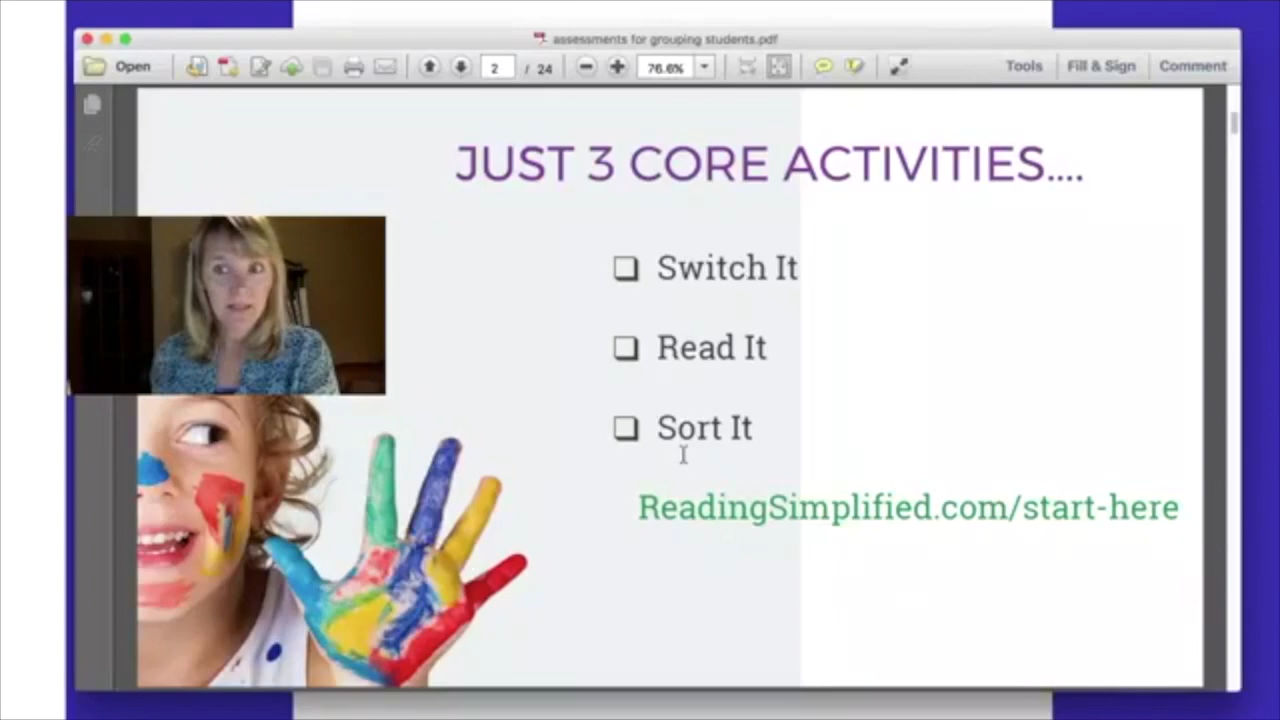 assessments for grouping students.pdf
Open 2 / 24 76.6% Tools Fill & Sign Comment
JUST 3 CORE ACTIVITIES....
Switch It
Read It
Sort It
ReadingSimplified.com/start-here